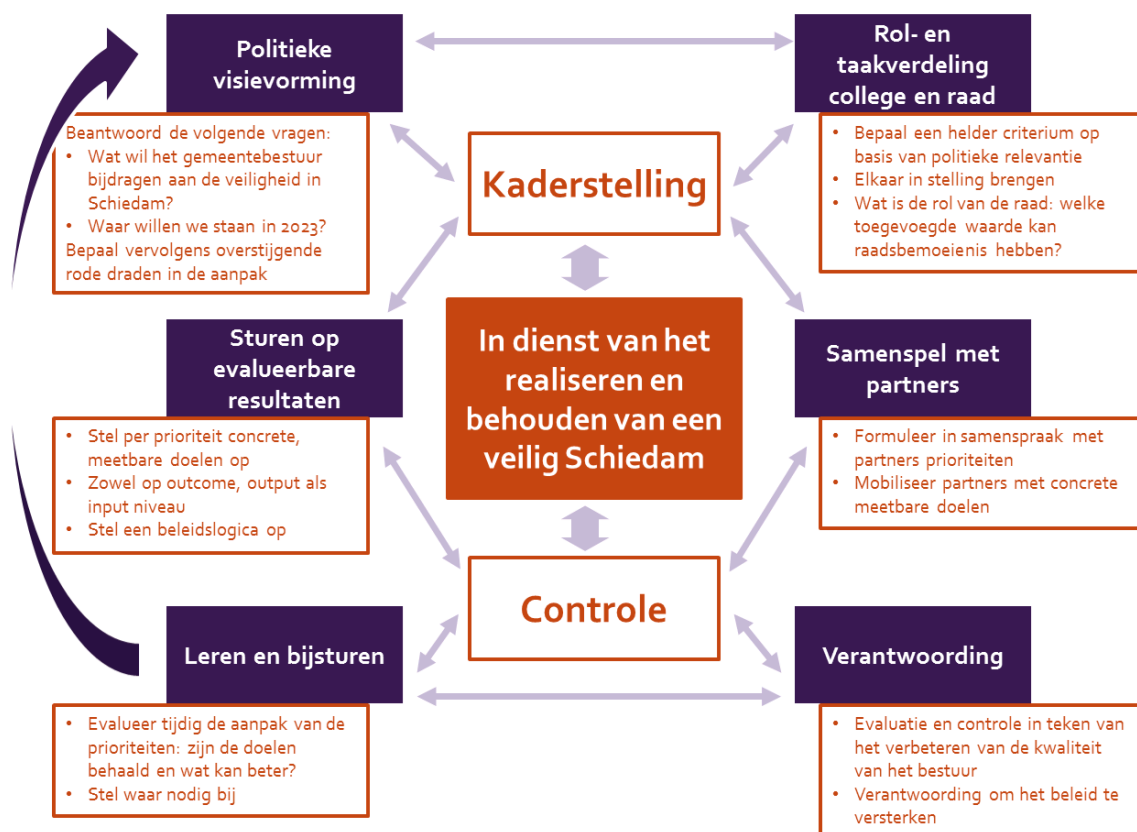 Politieke
visievorming
Beantwoord de volgende vragen:
• Wat wil het gemeentebestuur
bijdragen aan de veiligheid in
Schiedam?
• Waar willen we staan in 2023?
Bepaal vervolgens overstijgende
rode draden in de aanpak
Rol- en
taakverdeling
college en raad
• Bepaal een helder criterium op
basis van politieke relevantie
• Elkaar in stelling brengen
• Wat is de rol van de raad: welke
toegevoegde waarde kan
raadsbemoeienis hebben?
Kaderstelling
Sturen op
evalueerbare
resultaten
• Stel per prioriteit concrete,
meetbare doelen op
• Zowel op outcome, output als
input niveau
• Stel een beleidslogica op
In dienst van het
realiseren en
behouden van een
veilig Schiedam
Samenspel met
partners
• Formuleer in samenspraak met
partners prioriteiten
• Mobiliseer partners met concrete
meetbare doelen
Controle
Leren en bijsturen
• Evalueer tijdig de aanpak van de
prioriteiten: zijn de doelen
behaald en wat kan beter?
• Stel waar nodig bij
Verantwoording
• Evaluatie en controle in teken van
het verbeteren van de kwaliteit
van het bestuur
• Verantwoording om het beleid te
versterken